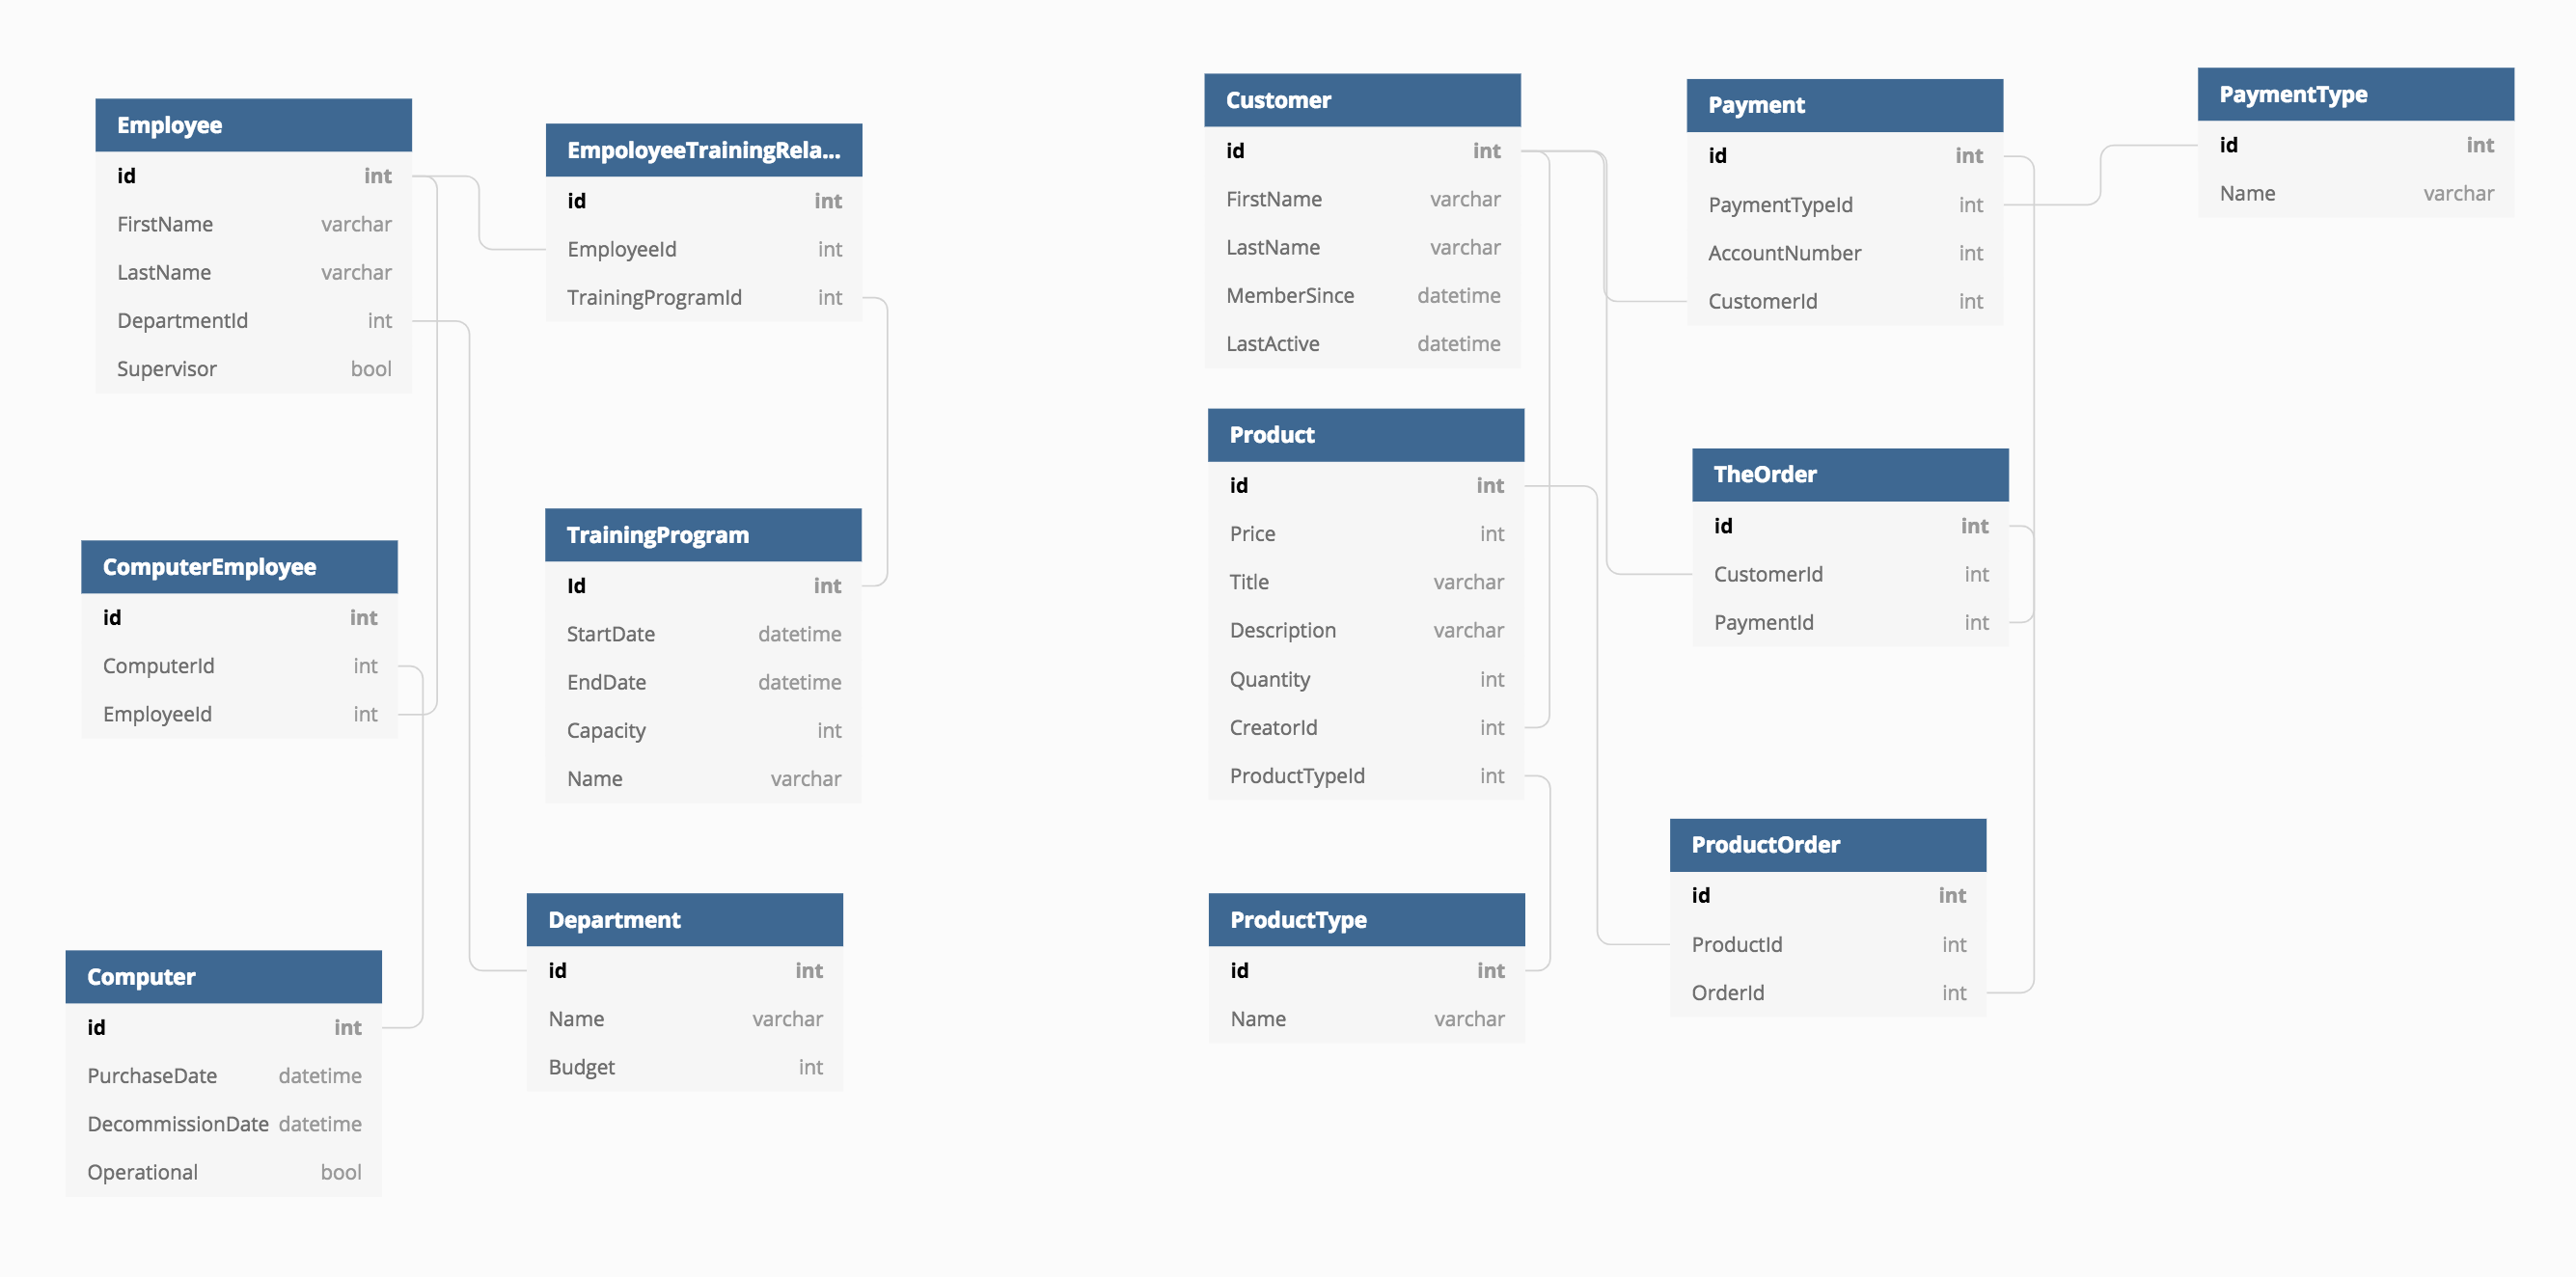 Employee
id int
FirstName varchar
LastName varchar
DepartmentId int
Supervisor bool
EmpoloyeeTrainingRela...
id int
EmployeeId int
TrainingProgramId int
ComputerEmployee
id int
ComputerId int
EmployeeId int
TrainingProgram
Id int
StartDate datetime
EndDate datetime
Capacity int
Name varchar
Computer
id int
PurchaseDate datetime
DecommissionDate datetime
Operational bool
Department
id int
Name varchar
Budget int
Customer
id int
FirstName varchar
LastName varchar
MemberSince datetime
LastActive datetime
Payment
id int
PaymentTypeId int
AccountNumber int
CustomerId int
PaymentType
id int
Name varchar
Product
id int
Price int
Title varchar
Description varchar
Quantity int
CreatorId int
ProductTypeId int
TheOrder
id int
CustomerId int
PaymentId int
ProductType
id int
Name varchar
ProductOrder
id int
ProductId int
OrderId int